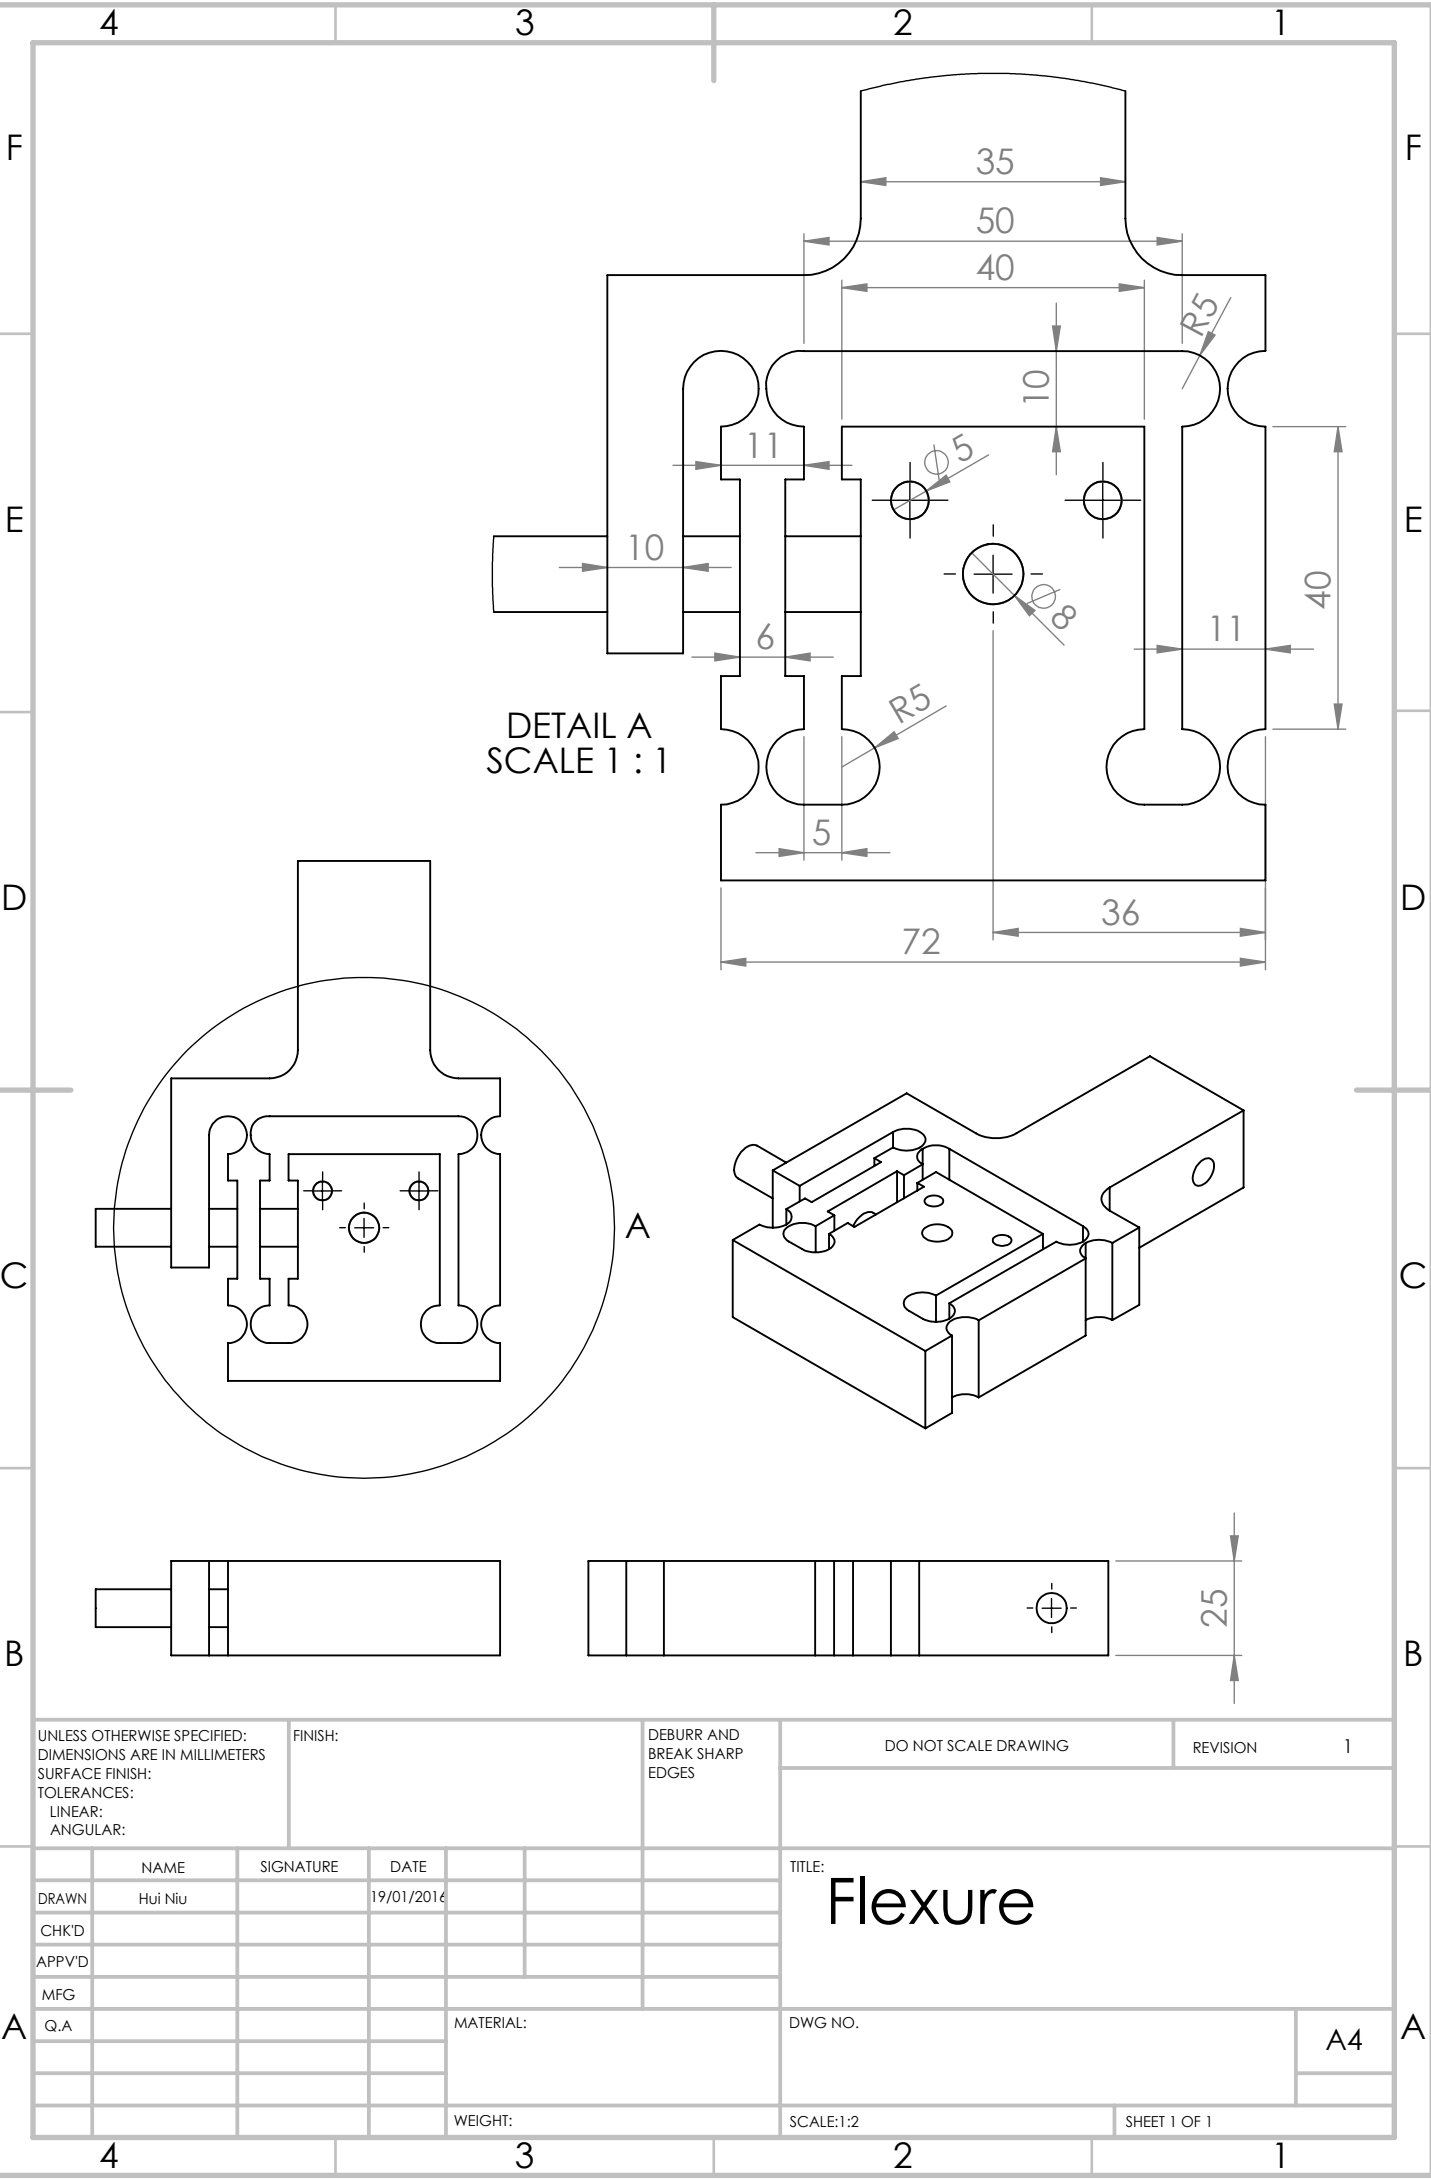 4 3 2 1
F F
35
50
40
R5
10
11
∅5
E E
10
∅8
40
6
11
R5
DETAIL A
SCALE 1 : 1
5
D D
36
72
A
C C
25
B B
UNLESS OTHERWISE SPECIFIED:
DIMENSIONS ARE IN MILLIMETERS
SURFACE FINISH:
TOLERANCES:
LINEAR:
ANGULAR:
FINISH:
DEBURR AND
BREAK SHARP
EDGES
DO NOT SCALE DRAWING
REVISION 1
NAME SIGNATURE DATE
DRAWN Hui Niu 19/01/2016
CHK'D
APPV'D
MFG
Q.A
TITLE:
Flexure
MATERIAL:
DWG NO.
A4
A A
WEIGHT:
SCALE:1:2
SHEET 1 OF 1
4 3 2 1